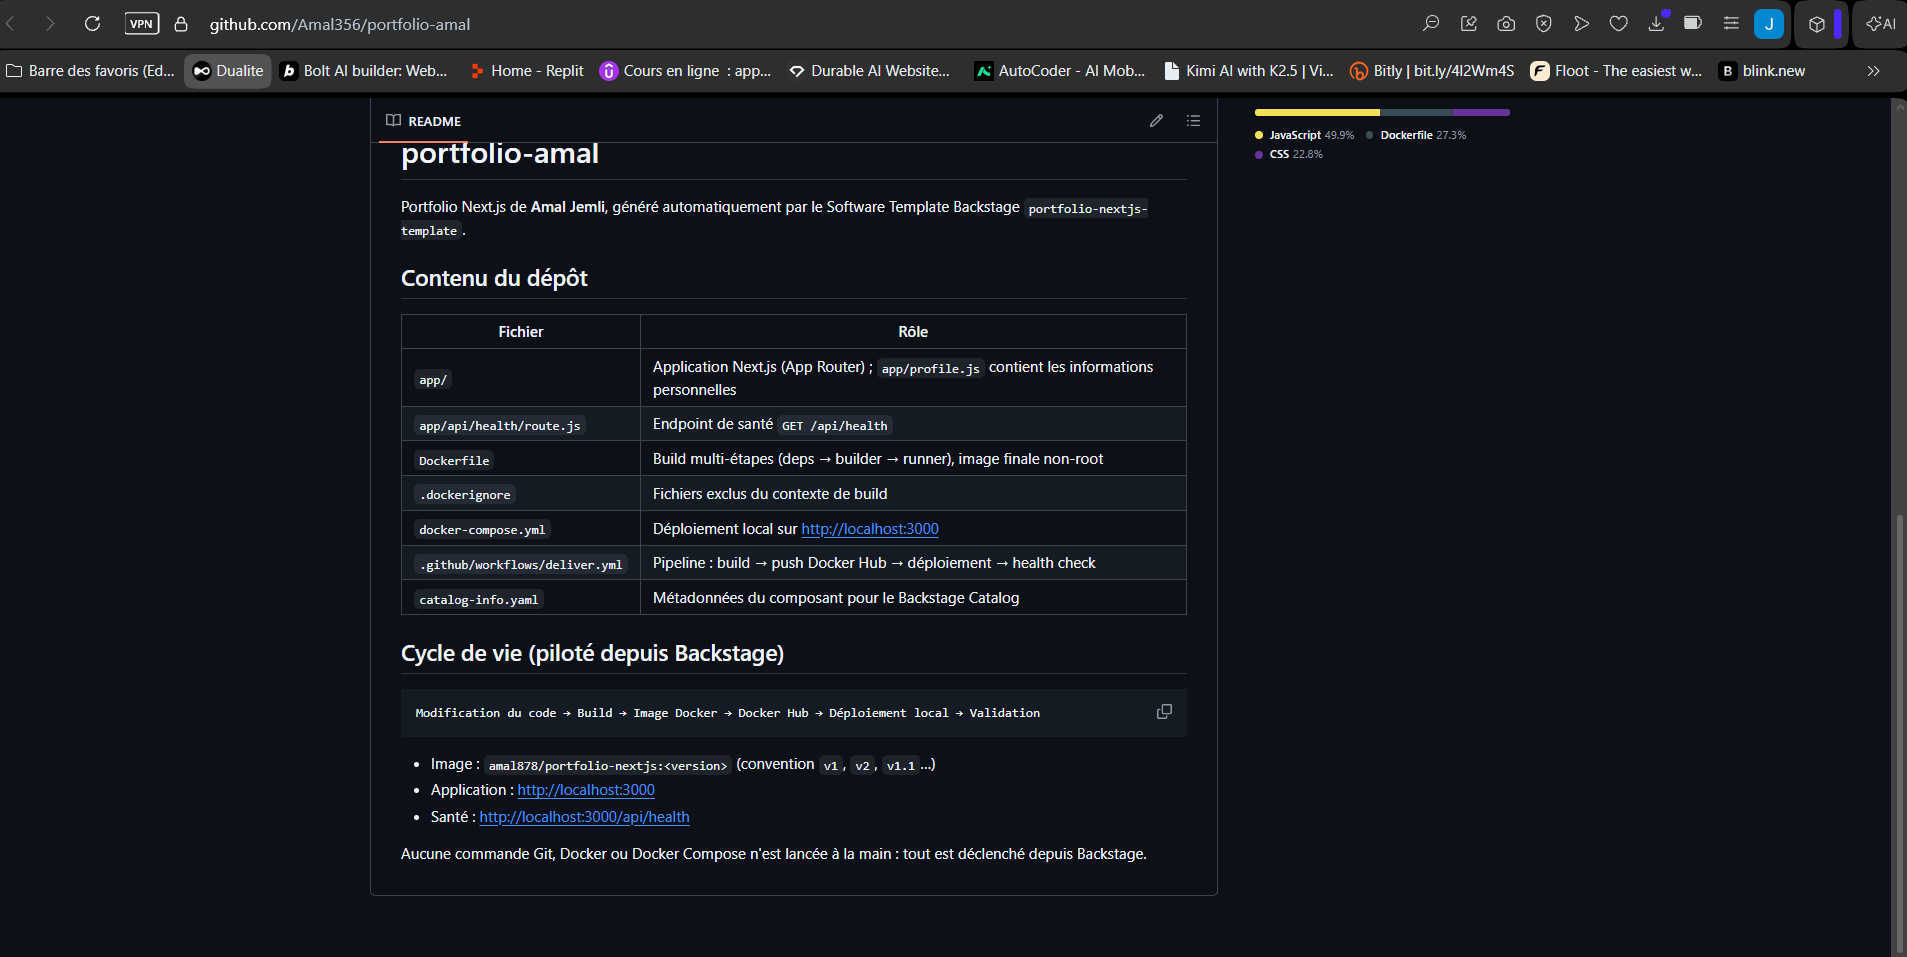 VPN
github.com/Amal356/portfolio-amal
J
AI
Barre des favoris (Ed...
Dualite
Bolt AI builder: Web...
Home - Replit
Cours en ligne : app...
Durable AI Website...
AutoCoder - AI Mob...
Kimi AI with K2.5 | Vi...
Bitly | bit.ly/4l2Wm4S
Floot - The easiest w...
blink.new
README
JavaScript 49.9%
Dockerfile 27.3%
CSS 22.8%
portfolio-amal
Portfolio Next.js de Amal Jemli, généré automatiquement par le Software Template Backstage portfolio-nextjs-
template .
Contenu du dépôt
Fichier
Rôle
app/
Application Next.js (App Router) ; app/profile.js contient les informations
personnelles
app/api/health/route.js
Endpoint de santé GET /api/health
Dockerfile
Build multi-étapes (deps → builder → runner), image finale non-root
.dockerignore
Fichiers exclus du contexte de build
docker-compose.yml
Déploiement local sur http://localhost:3000
.github/workflows/deliver.yml
Pipeline : build → push Docker Hub → déploiement → health check
catalog-info.yaml
Métadonnées du composant pour le Backstage Catalog
Cycle de vie (piloté depuis Backstage)
Modification du code → Build → Image Docker → Docker Hub → Déploiement local → Validation
• Image : amal878/portfolio-nextjs:<version> (convention v1, v2, v1.1…)
• Application : http://localhost:3000
• Santé : http://localhost:3000/api/health
Aucune commande Git, Docker ou Docker Compose n'est lancée à la main : tout est déclenché depuis Backstage.